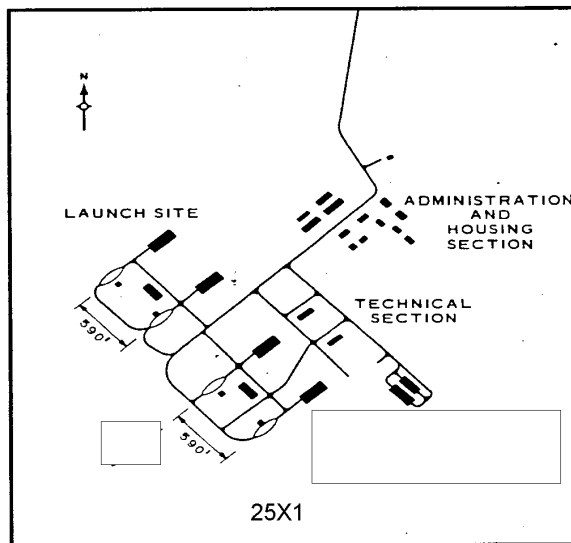 N
LAUNCH SITE
ADMINISTRATION
AND
HOUSING
SECTION
TECHNICAL
SECTION
590'
590'
25X1